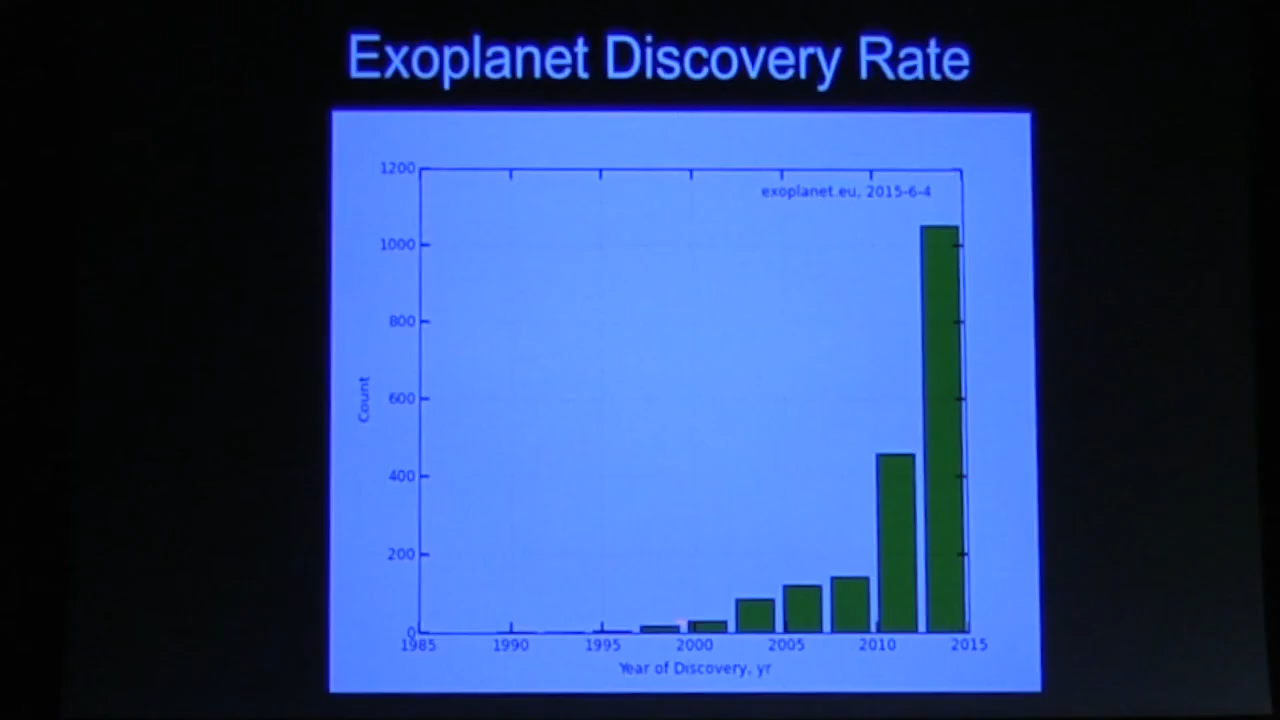 Exoplanet Discovery Rate
exoplanet.eu, 2015-6-4
1200
1000
800
600
400
200
0
Count
1985 1990 1995 2000 2005 2010 2015
Year of Discovery, yr